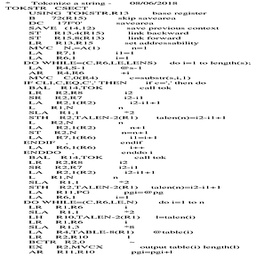 * Tokenize a string - 08/06/2018
TOKSTR CSECT
USING TOKSTR,R13 base register
B 72(R15) skip savearea
DC 17F'0' savearea
SAVE (14,12) save previous context
ST R13,4(R15) link backward
ST R15,8(R13) link forward
LR R13,R15 set addressability
MVC N,=A(1) n=1
LA R7,1 i1=1
LA R6,1 i=1
DO WHILE=(C,R6,LE,LENS) do i=1 to length(s);
LA R4,S-1 @s-1
AR R4,R6 +i
MVC C,0(R4) c=substr(s,i,1)
IF CLI,C,EQ,C',' THEN if c=',' then do
BAL R14,TOK call tok
LR R2,R8 i2
SR R2,R7 i2-i1
LA R2,1(R2) i2-i1+1
L R1,N n
SLA R1,1 *2
STH R2,TALEN-2(R1) talen(n)=i2-i1+1
L R2,N n
LA R2,1(R2) n+1
ST R2,N n=n+1
LA R7,1(R6) i1=i+1
ENDIF , endif
LA R6,1(R6) i++
ENDDO , enddo i
BAL R14,TOK call tok
LR R2,R8 i2
SR R2,R7 i2-i1
LA R2,1(R2) i2-i1+1
L R1,N n
SLA R1,1 *2
STH R2,TALEN-2(R1) talen(n)=i2-i1+1
LA R11,PG pgi=@pg
LA R6,1 i=1
DO WHILE=(C,R6,LE,N) do i=1 to n
LR R1,R6 i
SLA R1,1 *2
LH R10,TALEN-2(R1) l=talen(i)
LR R1,R6 i
SLA R1,3 *8
LA R4,TABLE-8(R1) @table(i)
LR R2,R10 l
BCTR R2,0 ~
EX R2,MVCX output table(i) length(l)
AR R11,R10 pgi=pgi+l